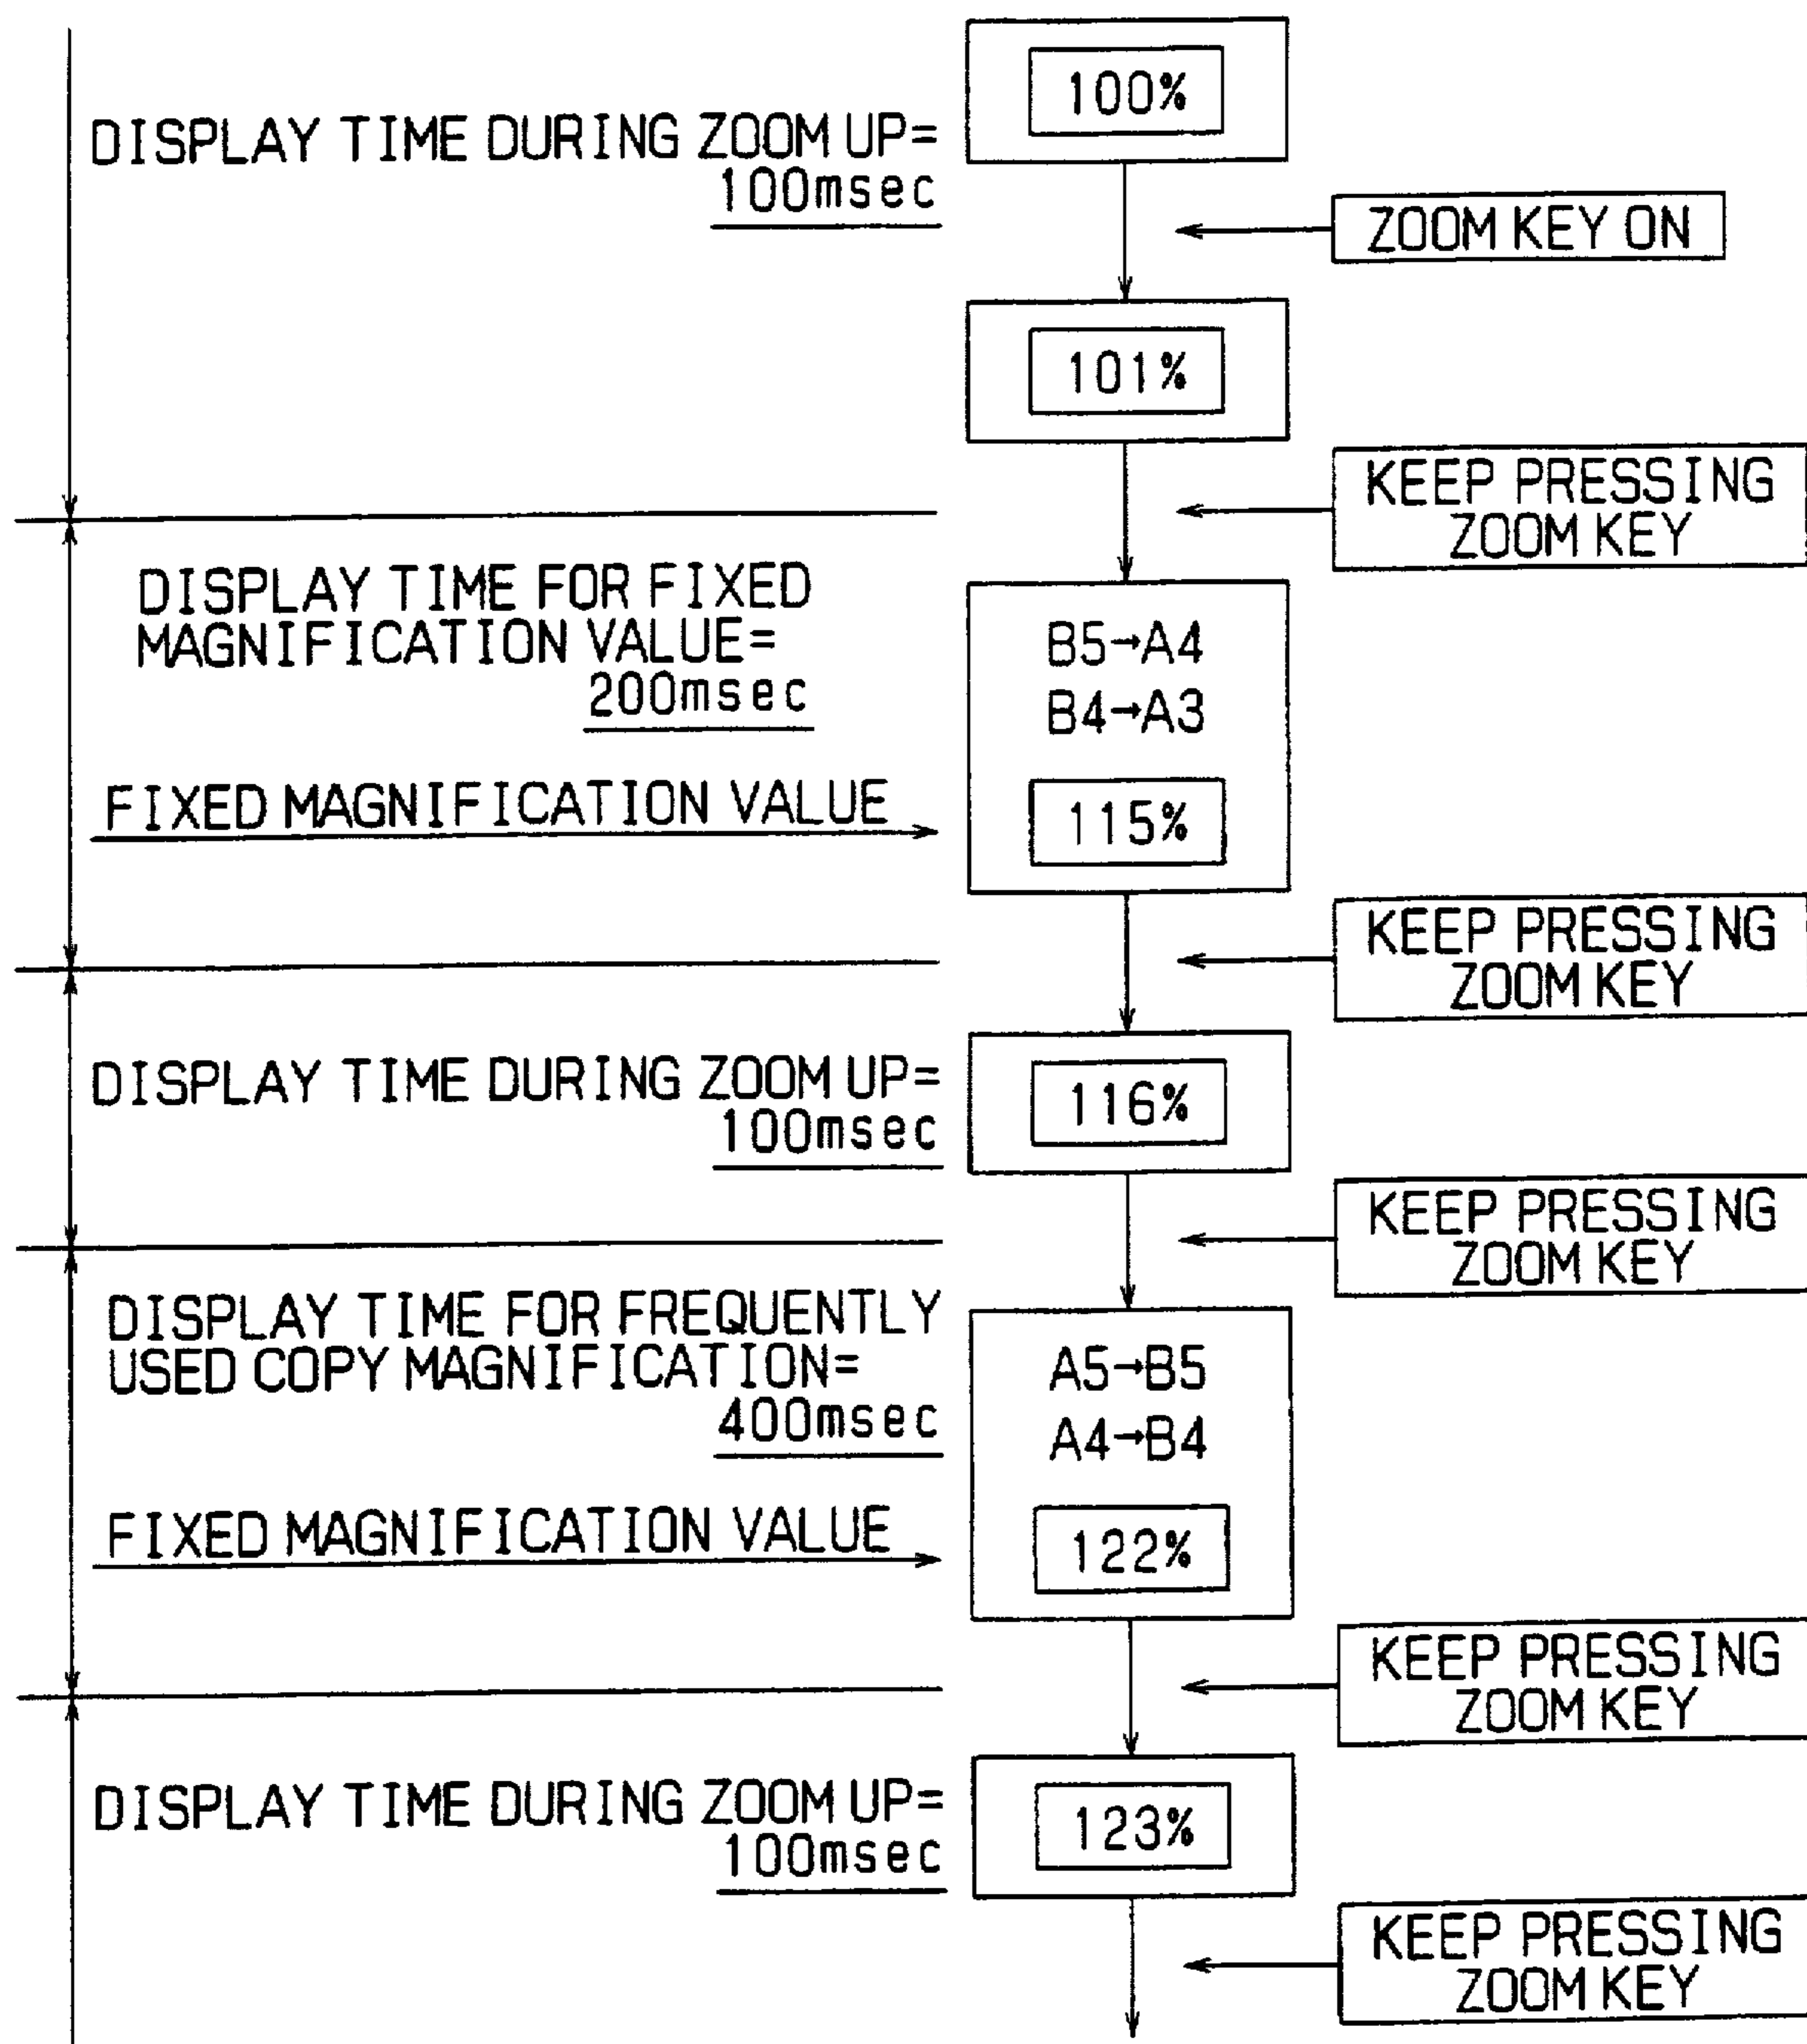 100%
DISPLAY TIME DURING ZOOM UP=
100msec
ZOOM KEY ON
101%
KEEP PRESSING
ZOOM KEY
DISPLAY TIME FOR FIXED
MAGNIFICATION VALUE=
200msec
B5→A4
B4→A3
FIXED MAGNIFICATION VALUE
115%
KEEP PRESSING
ZOOM KEY
DISPLAY TIME DURING ZOOM UP=
100msec
116%
KEEP PRESSING
ZOOM KEY
DISPLAY TIME FOR FREQUENTLY
USED COPY MAGNIFICATION=
400msec
A5→B5
A4→B4
FIXED MAGNIFICATION VALUE
122%
KEEP PRESSING
ZOOM KEY
DISPLAY TIME DURING ZOOM UP=
100msec
123%
KEEP PRESSING
ZOOM KEY